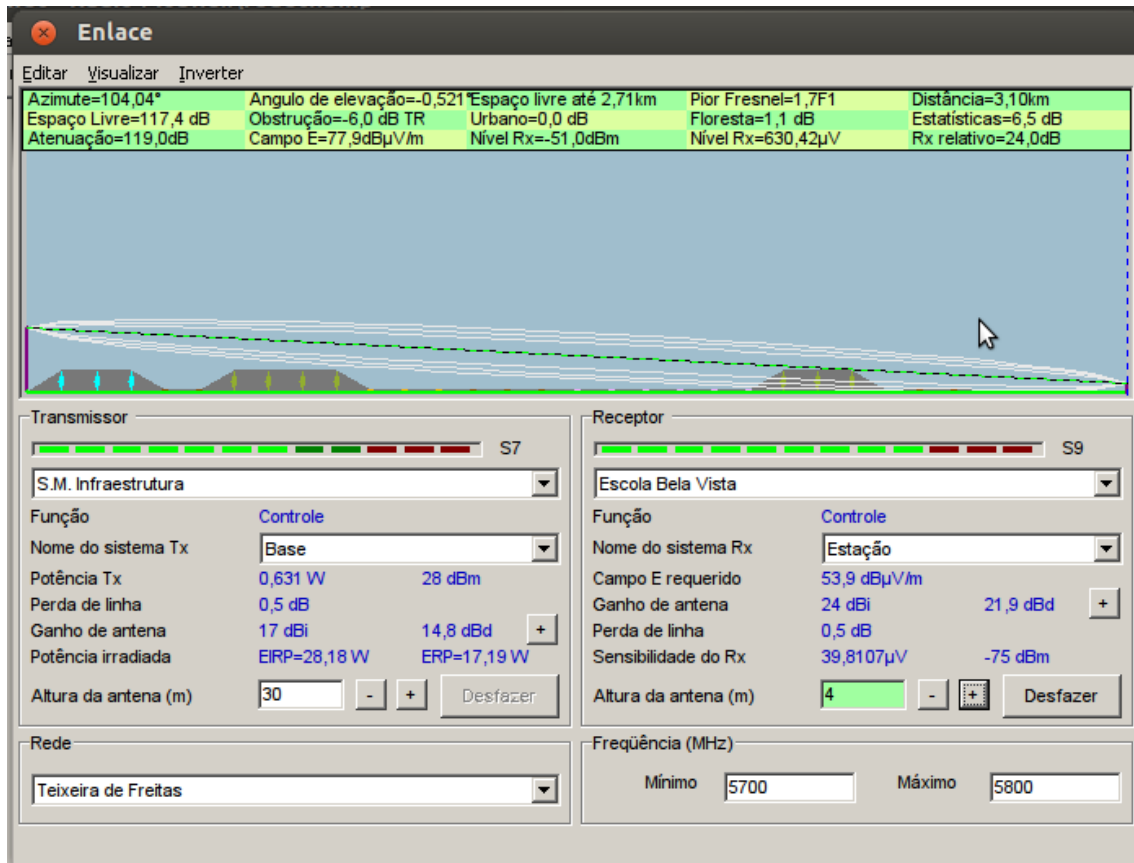 Enlace
Editar Visualizar Inverter
Azimute=104,04° Angulo de elevação=-0,521° Espaço livre até 2,71km Pior Fresnel=1,7F1 Distância=3,10km
Espaço Livre=117,4 dB Obstrução=-6,0 dB TR Urbano=0,0 dB Floresta=1,1 dB Estatísticas=6,5 dB
Atenuação=119,0dB Campo E=77,9dBµV/m Nível Rx=-51,0dBm Nível Rx=630,42µV Rx relativo=24,0dB
Transmissor
S7
S.M. Infraestrutura
Função Controle
Nome do sistema Tx Base
Potência Tx 0,631 W 28 dBm
Perda de linha 0,5 dB
Ganho de antena 17 dBi 14,8 dBd +
Potência irradiada EIRP=28,18 W ERP=17,19 W
Altura da antena (m) 30 - + Desfazer
Rede
Teixeira de Freitas
Receptor
S9
Escola Bela Vista
Função Controle
Nome do sistema Rx Estação
Campo E requerido 53,9 dBµV/m
Ganho de antena 24 dBi 21,9 dBd +
Perda de linha 0,5 dB
Sensibilidade do Rx 39,8107µV -75 dBm
Altura da antena (m) 4 - + Desfazer
Freqüência (MHz)
Mínimo 5700 Máximo 5800